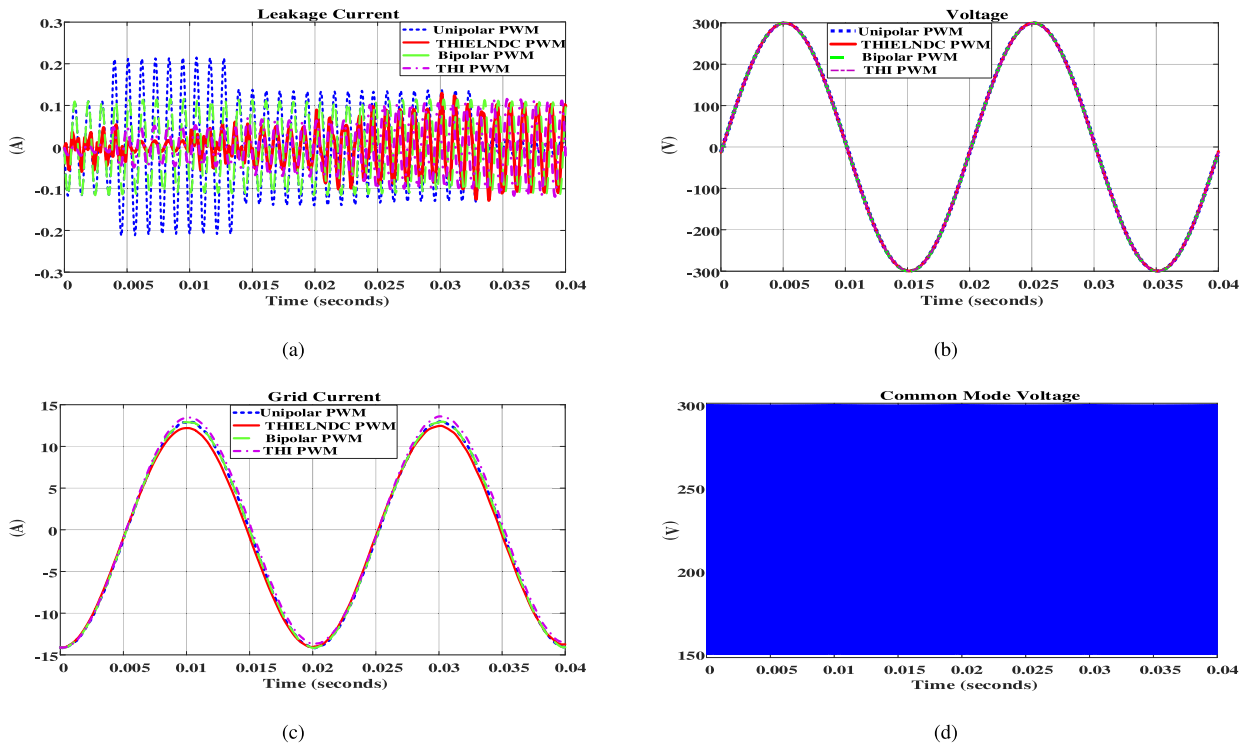 Leakage Current
Unipolar PWM
THIELNDC PWM
Bipolar PWM
THI PWM
0.3
0.2
0.1
0
-0.1
-0.2
-0.3
(A)
0 0.005 0.01 0.015 0.02 0.025 0.03 0.035 0.04
Time (seconds)
(a)
Voltage
Unipolar PWM
THIELNDC PWM
Bipolar PWM
THI PWM
300
200
100
0
-100
-200
-300
(V)
0 0.005 0.01 0.015 0.02 0.025 0.03 0.035 0.04
Time (seconds)
(b)
Grid Current
Unipolar PWM
THIELNDC PWM
Bipolar PWM
THI PWM
15
10
5
0
-5
-10
-15
(A)
0 0.005 0.01 0.015 0.02 0.025 0.03 0.035 0.04
Time (seconds)
(c)
Common Mode Voltage
300
250
200
150
(V)
0 0.005 0.01 0.015 0.02 0.025 0.03 0.035 0.04
Time (seconds)
(d)